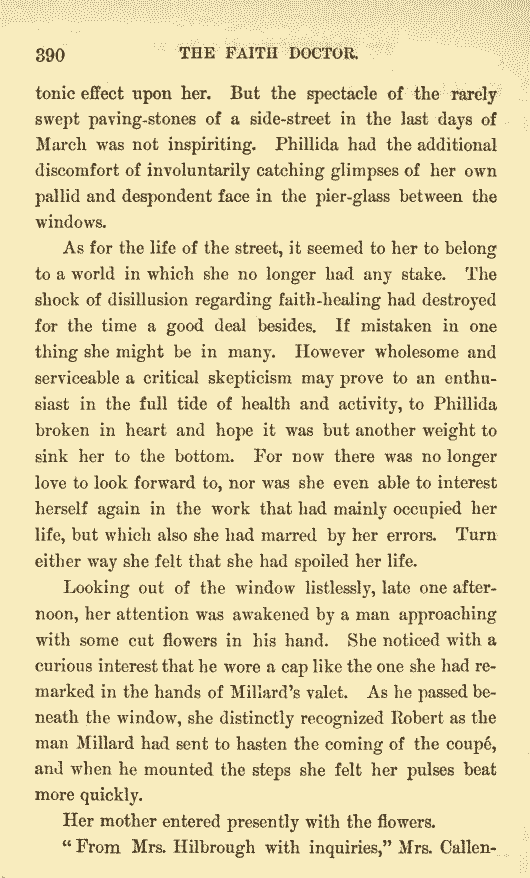 390 THE FAITH DOCTOR.
tonic effect upon her. But the spectacle of the rarely
swept paving-stones of a side-street in the last days of
March was not inspiriting. Phillida had the additional
discomfort of involuntarily catching glimpses of her own
pallid and despondent face in the pier-glass between the
windows.
As for the life of the street, it seemed to her to belong
to a world in which she no longer had any stake. The
shock of disillusion regarding faith-healing had destroyed
for the time a good deal besides. If mistaken in one
thing she might be in many. However wholesome and
serviceable a critical skepticism may prove to an enthu-
siast in the full tide of health and activity, to Phillida
broken in heart and hope it was but another weight to
sink her to the bottom. For now there was no longer
love to look forward to, nor was she even able to interest
herself again in the work that had mainly occupied her
life, but which also she had marred by her errors. Turn
either way she felt that she had spoiled her life.
Looking out of the window listlessly, late one after-
noon, her attention was awakened by a man approaching
with some cut flowers in his hand. She noticed with a
curious interest that he wore a cap like the one she had re-
marked in the hands of Millard's valet. As he passed be-
neath the window, she distinctly recognized Robert as the
man Millard had sent to hasten the coming of the coupé,
and when he mounted the steps she felt her pulses beat
more quickly.
Her mother entered presently with the flowers.
"From Mrs. Hilbrough with inquiries," Mrs. Callen-